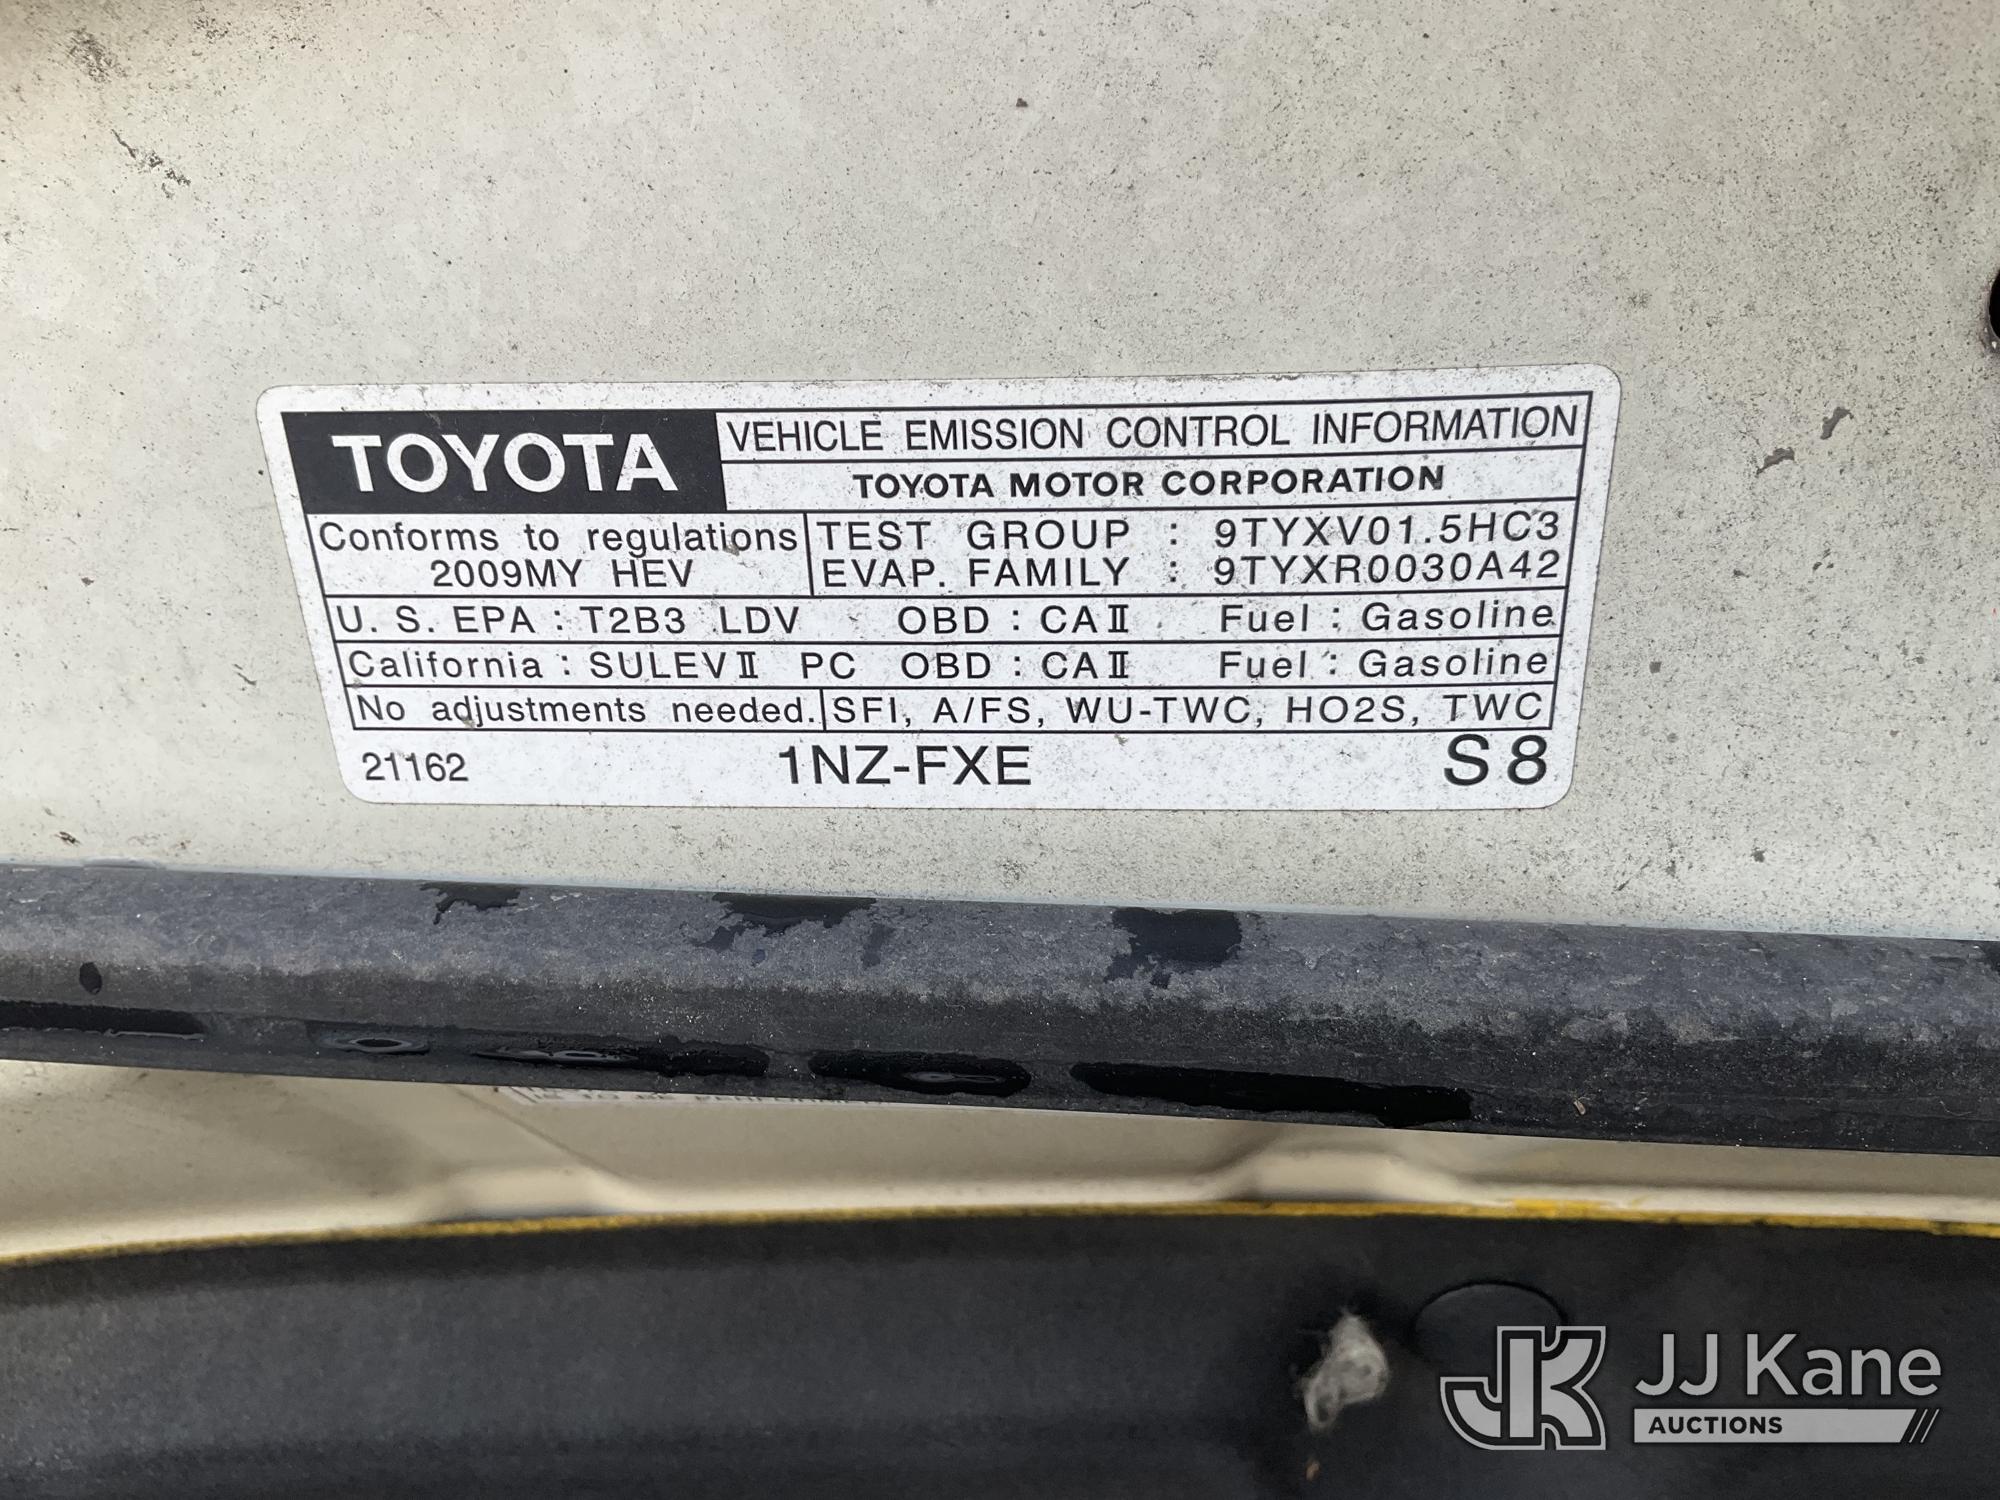 TOYOTA
VEHICLE EMISSION CONTROL INFORMATION
TOYOTA MOTOR CORPORATION
Conforms to regulations
2009MY HEV
TEST GROUP : 9TYXV01.5HC3
EVAP. FAMILY : 9TYXR0030A42
U. S. EPA : T2B3 LDV OBD : CAⅡ Fuel : Gasoline
California : SULEVⅡ PC OBD : CAⅡ Fuel : Gasoline
No adjustments needed. SFI, A/FS, WU-TWC, HO2S, TWC
21162 1NZ-FXE S8
JK JJ Kane
AUCTIONS